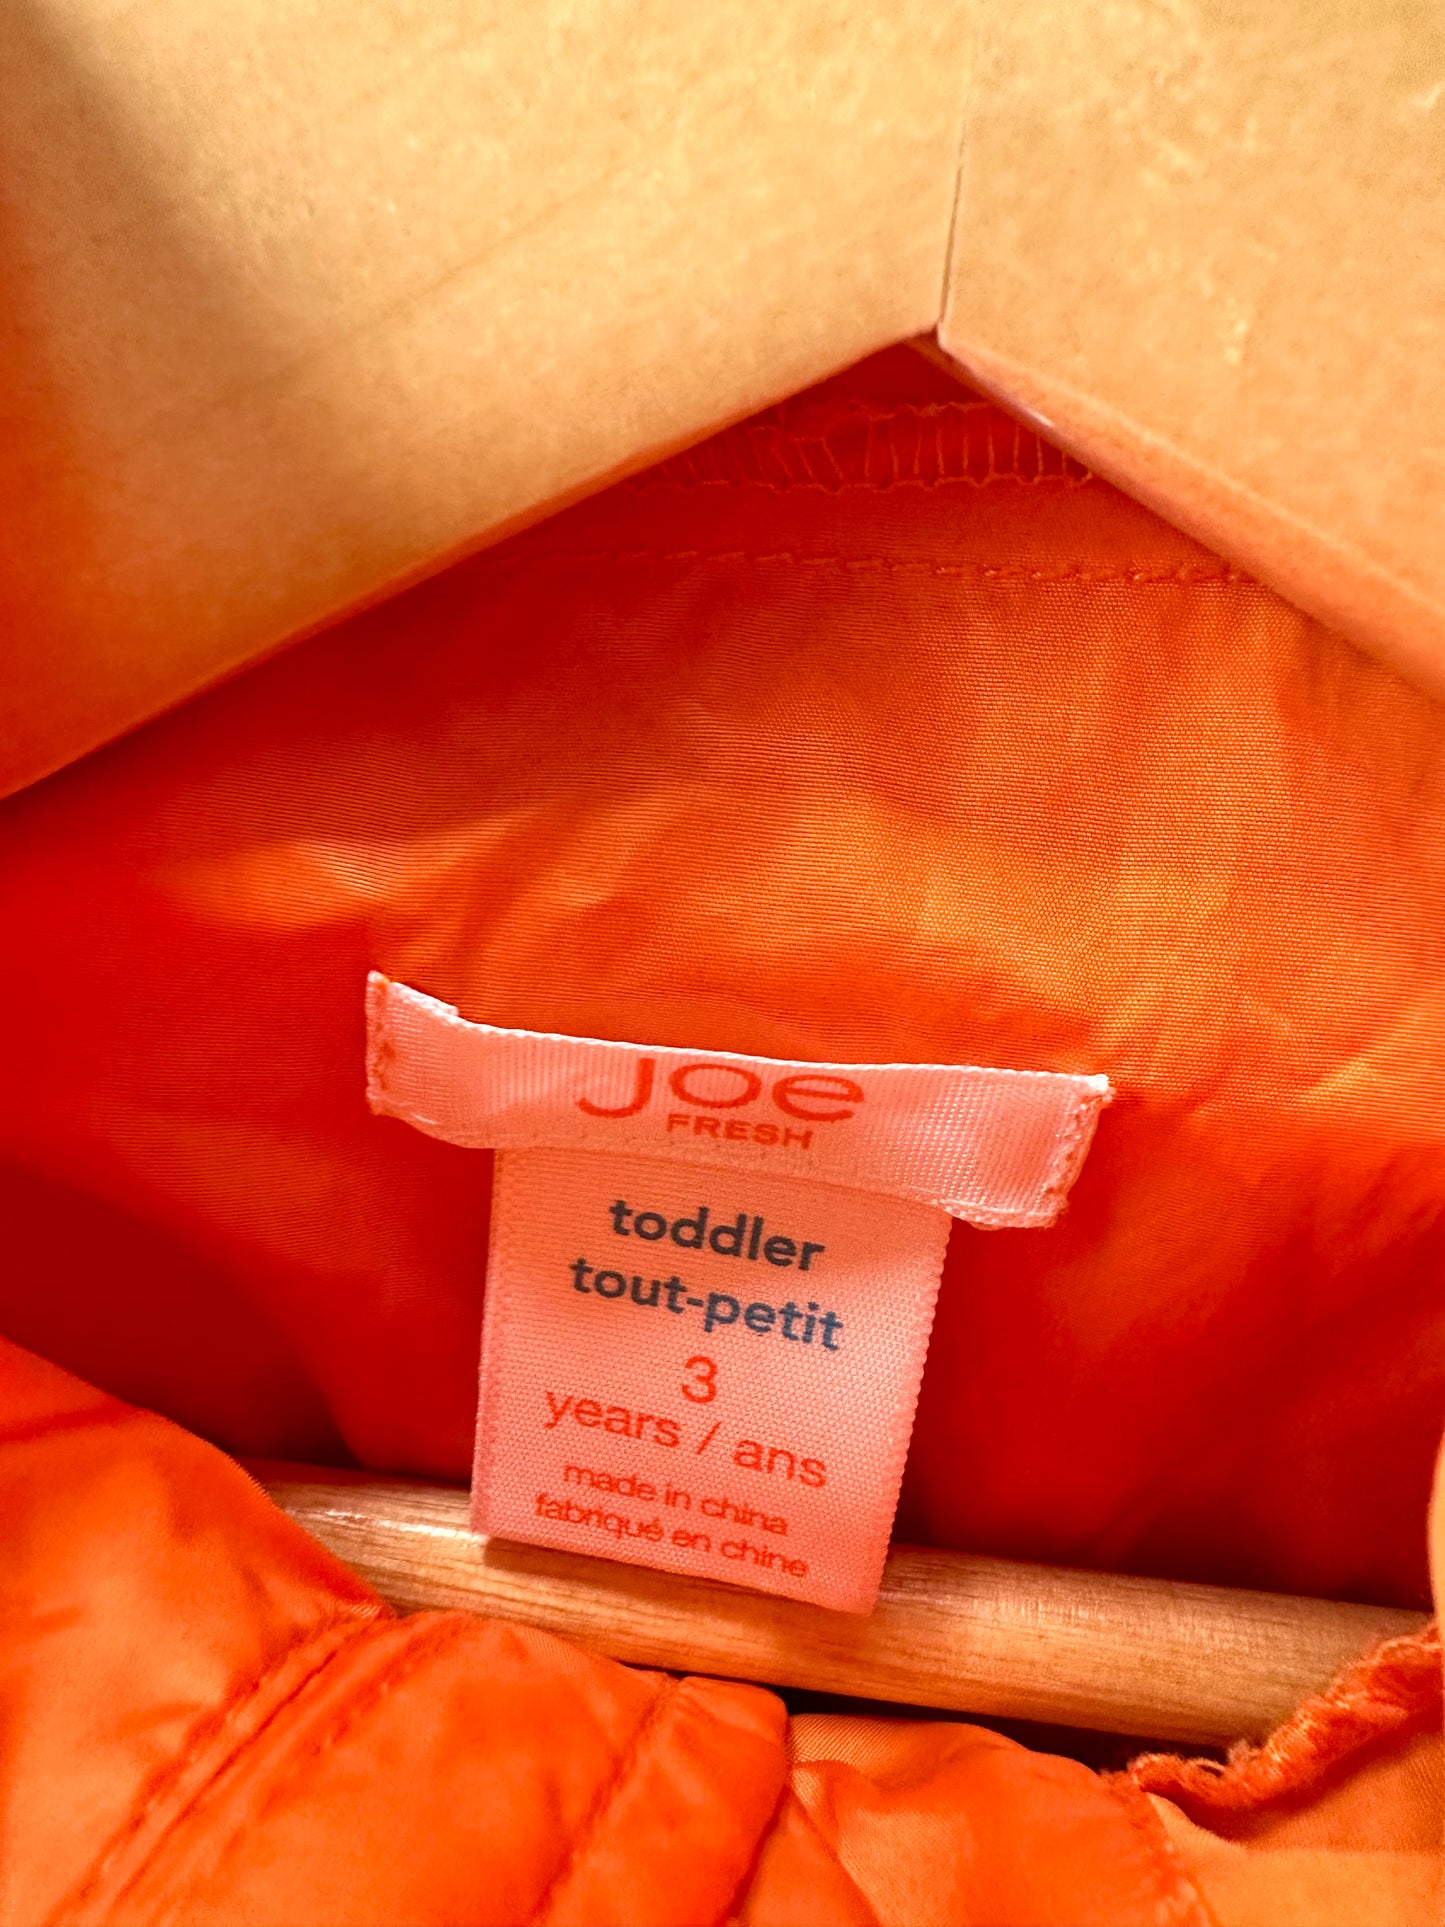 Joe
FRESH
toddler
tout-petit
3
years / ans
made in china
fabriqué en chine